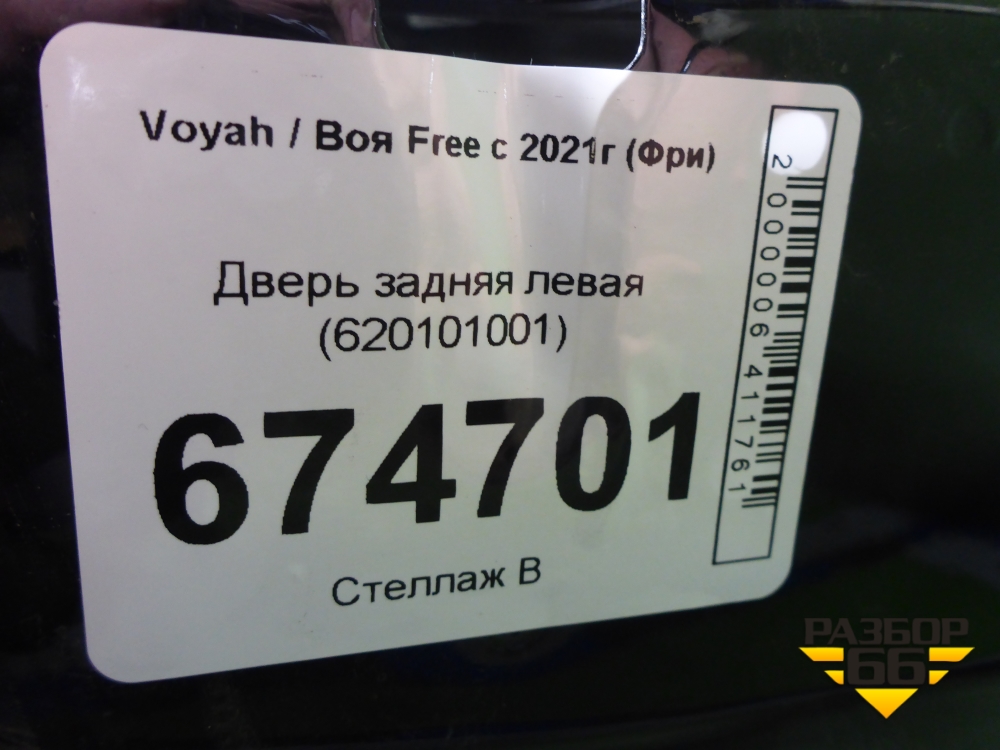 Voyah / Воя Free с 2021г (Фри)
Дверь задняя левая
(620101001)
674701
Стеллаж В
2000006411761
РАЗБОР
66